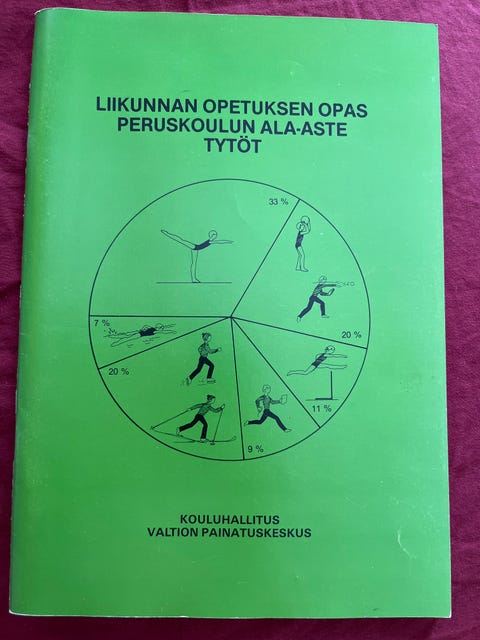 LIIKUNNAN OPETUKSEN OPAS
PERUSKOULUN ALA-ASTE
TYTÖT
33 %
20 %
7 %
20 %
11 %
9 %
KOULUHALLITUS
VALTION PAINATUSKESKUS